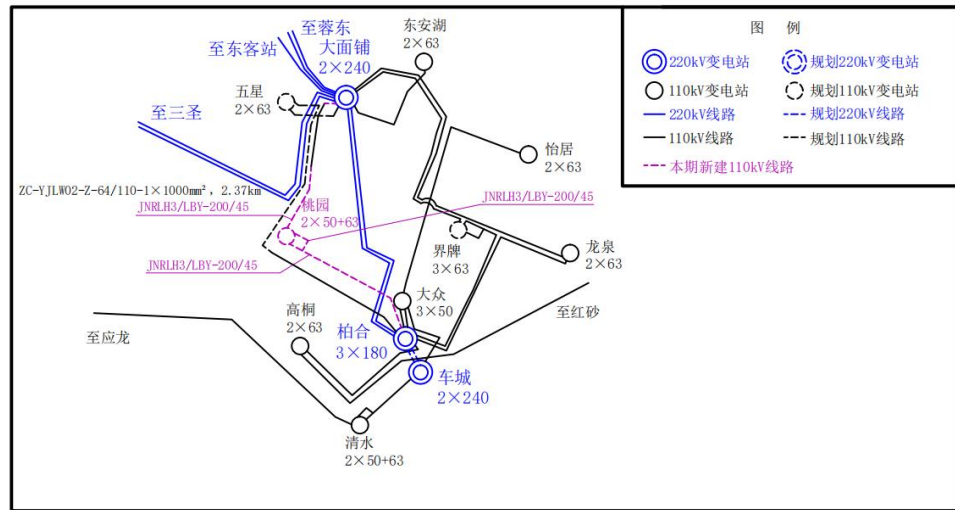 至蓉东
至东客站
大面铺
2×240
东安湖
2×63
五星
2×63
至三圣
怡居
2×63
ZC-YJLW02-Z-64/110-1×1000mm², 2.37km
JNRLH3/LBY-200/45
JNRLH3/LBY-200/45
桃园
2×50+63
界牌
3×63
龙泉
2×63
JNRLH3/LBY-200/45
大众
3×50
高桐
2×63
至红砂
至应龙
柏合
3×180
车城
2×240
清水
2×50+63
图 例
220kV变电站
规划220kV变电站
110kV变电站
规划110kV变电站
220kV线路
规划220kV线路
110kV线路
规划110kV线路
本期新建110kV线路